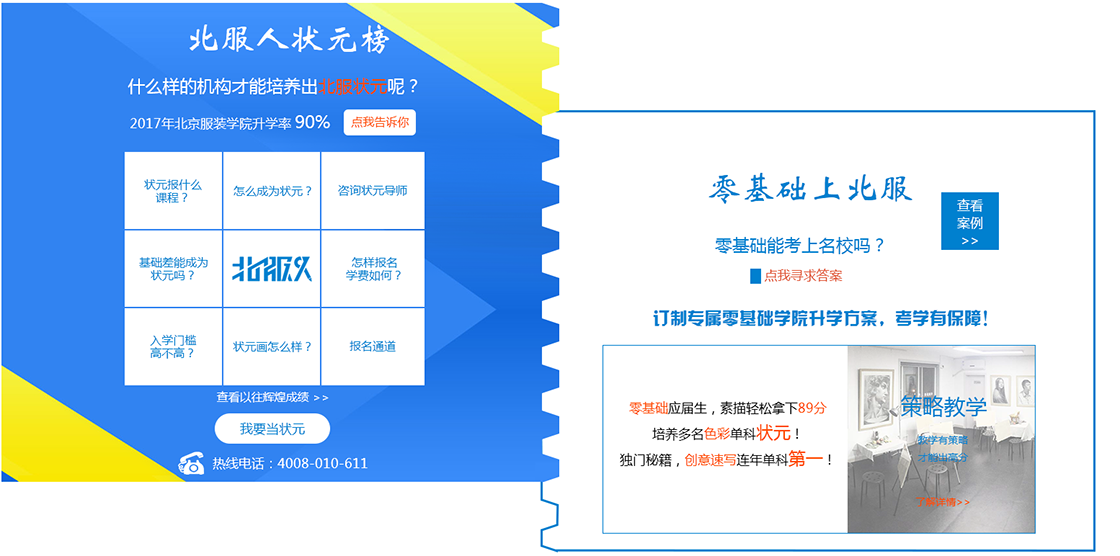 北服人状元榜
什么样的机构才能培养出北服状元呢？
2017年北京服装学院升学率 90%
点我告诉你
状元报什么
课程？
怎么成为状元？
咨询状元导师
基础差能成为
状元吗？
北服人
怎样报名
学费如何？
入学门槛
高不高？
状元画怎么样？
报名通道
查看以往辉煌成绩 >>
我要当状元
热线电话：4008-010-611
零基础上北服
查看
案例
>>
零基础能考上名校吗？
点我寻求答案
订制专属零基础学院升学方案，考学有保障！
零基础应届生，素描轻松拿下89分
培养多名色彩单科状元！
独门秘籍，创意速写连年单科第一！
策略教学
教学有策略
才能出高分
了解详情>>